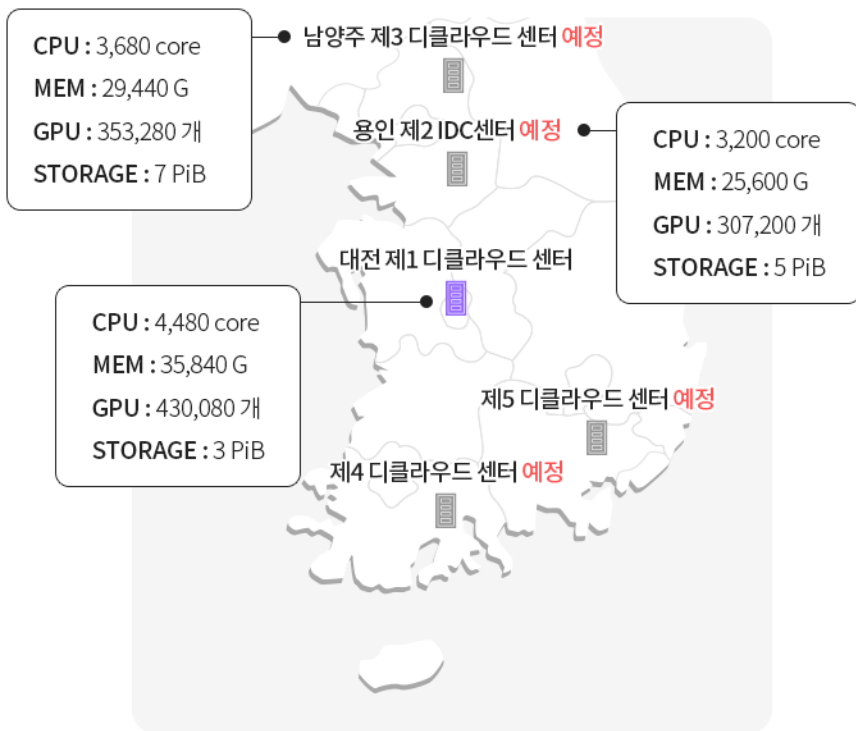 남양주 제3 디클라우드 센터 예정
CPU : 3,680 core
MEM : 29,440 G
GPU : 353,280 개
STORAGE : 7 PiB
용인 제2 IDC센터 예정
CPU : 3,200 core
MEM : 25,600 G
GPU : 307,200 개
STORAGE : 5 PiB
대전 제1 디클라우드 센터
CPU : 4,480 core
MEM : 35,840 G
GPU : 430,080 개
STORAGE : 3 PiB
제5 디클라우드 센터 예정
제4 디클라우드 센터 예정